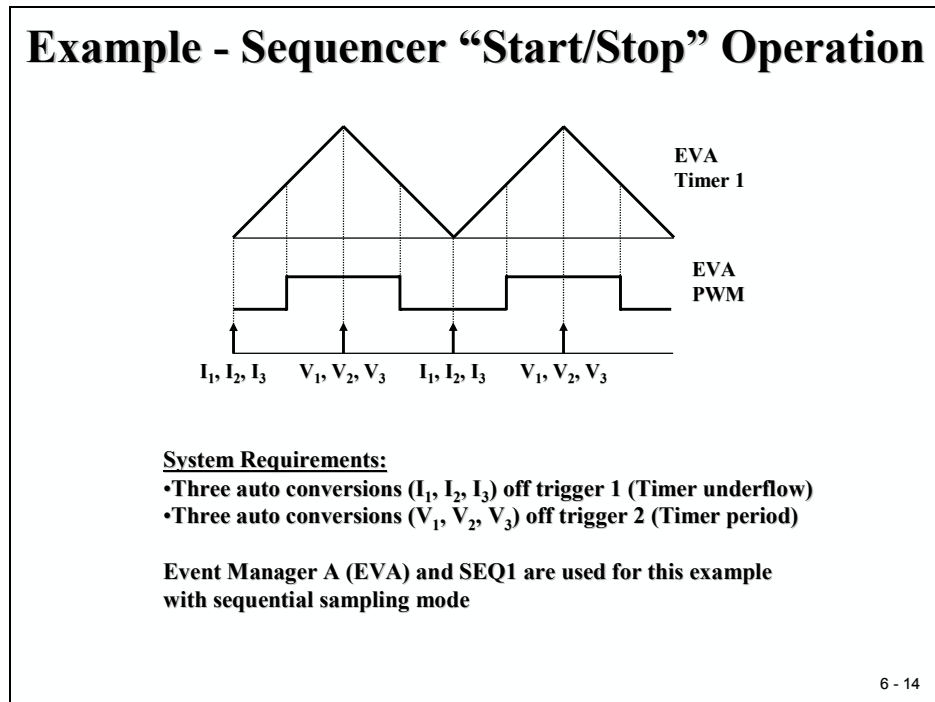 Example - Sequencer “Start/Stop” Operation
EVA
Timer 1
EVA
PWM
I1, I2, I3 V1, V2, V3 I1, I2, I3 V1, V2, V3
System Requirements:
•Three auto conversions (I1, I2, I3) off trigger 1 (Timer underflow)
•Three auto conversions (V1, V2, V3) off trigger 2 (Timer period)
Event Manager A (EVA) and SEQ1 are used for this example
with sequential sampling mode
6 - 14